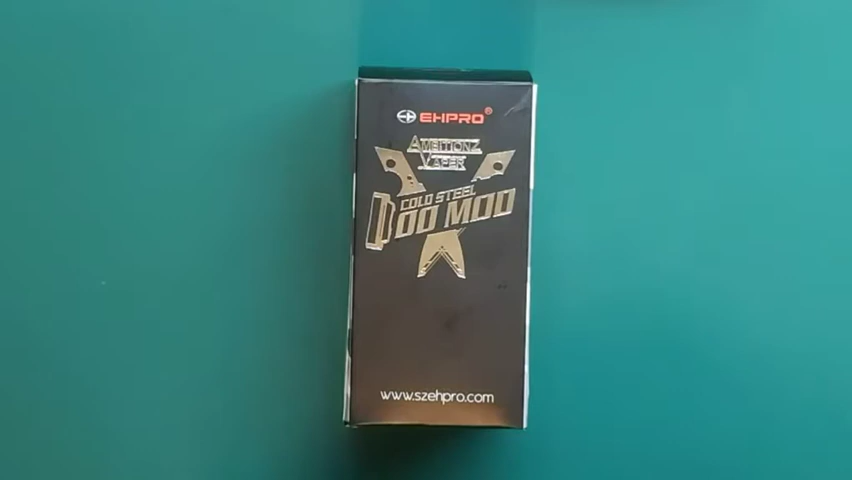 EHPRO®
AMBITIONZ
VAPER
COLD STEEL
100 MOD
www.szehpro.com